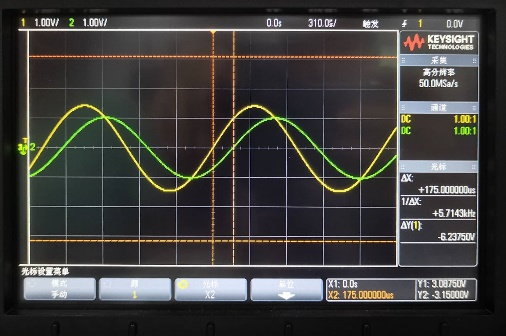 1 1.00V/ 2 1.00V/ 0.0s 310.0㎲/ 触发 1 0.0V
KEYSIGHT
TECHNOLOGIES
采集
高分辨率
50.0MSa/s
通道
DC 1.00:1
DC 1.00:1
光标
ΔX:
+175.000000us
1/ΔX:
+5.7143kHz
ΔY(1):
-6.23750V
2
光标设置菜单
模式
手动
源
1
光标
X2
单位
X1: 0.0s
X2: 175.000000us
Y1: 3.08750V
Y2: -3.15000V